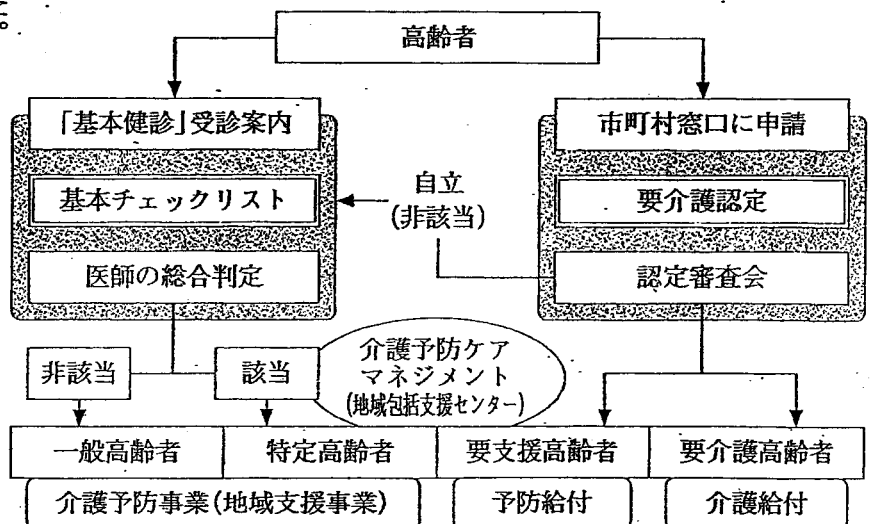 高齢者
「基本健診」受診案内
市町村窓口に申請
基本チェックリスト
自立
(非該当)
要介護認定
医師の総合判定
認定審査会
非該当
該当
介護予防ケア
マネジメント
(地域包括支援センター)
一般高齢者
特定高齢者
要支援高齢者
要介護高齢者
介護予防事業(地域支援事業)
予防給付
介護給付